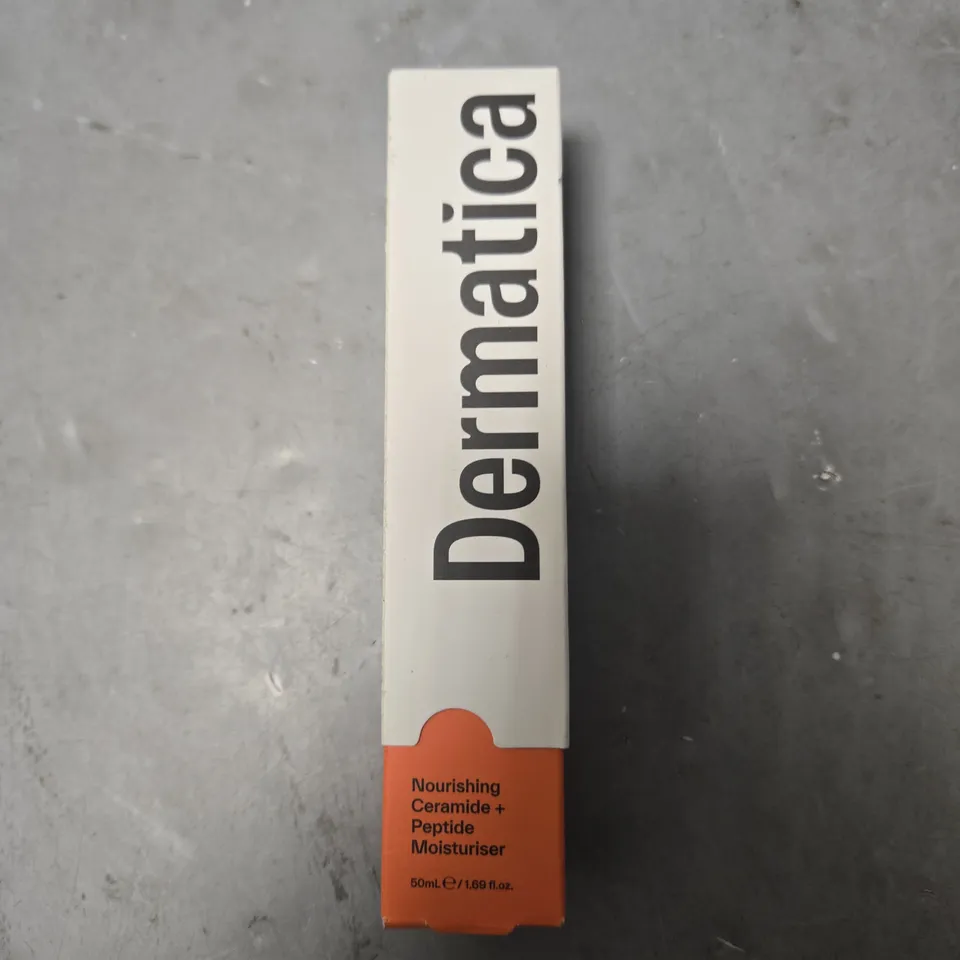 Dermatica
Nourishing
Ceramide +
Peptide
Moisturiser
50mL ℮ / 1.69 fl.oz.